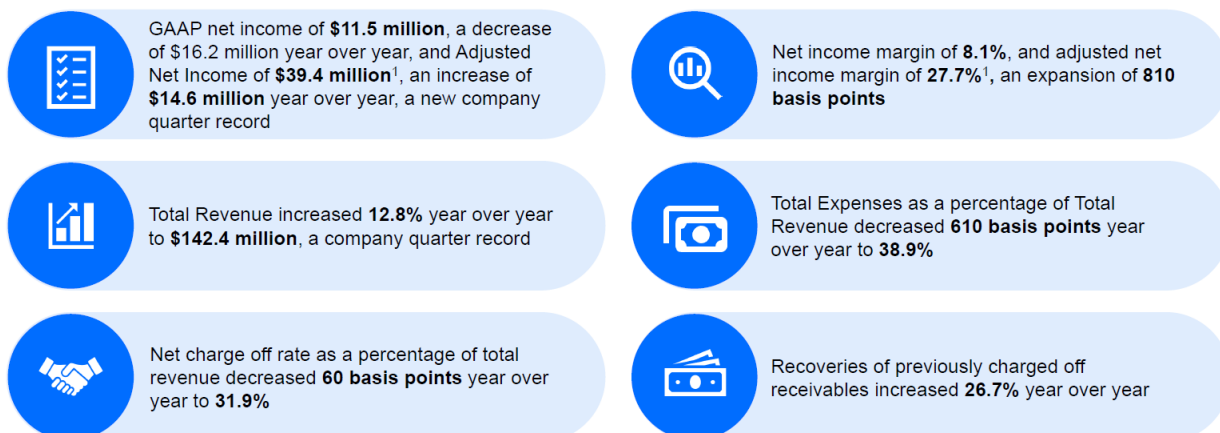 GAAP net income of $11.5 million, a decrease
of $16.2 million year over year, and Adjusted
Net Income of $39.4 million¹, an increase of
$14.6 million year over year, a new company
quarter record
Net income margin of 8.1%, and adjusted net
income margin of 27.7%¹, an expansion of 810
basis points
Total Revenue increased 12.8% year over year
to $142.4 million, a company quarter record
Total Expenses as a percentage of Total
Revenue decreased 610 basis points year
over year to 38.9%
Net charge off rate as a percentage of total
revenue decreased 60 basis points year over
year to 31.9%
Recoveries of previously charged off
receivables increased 26.7% year over year